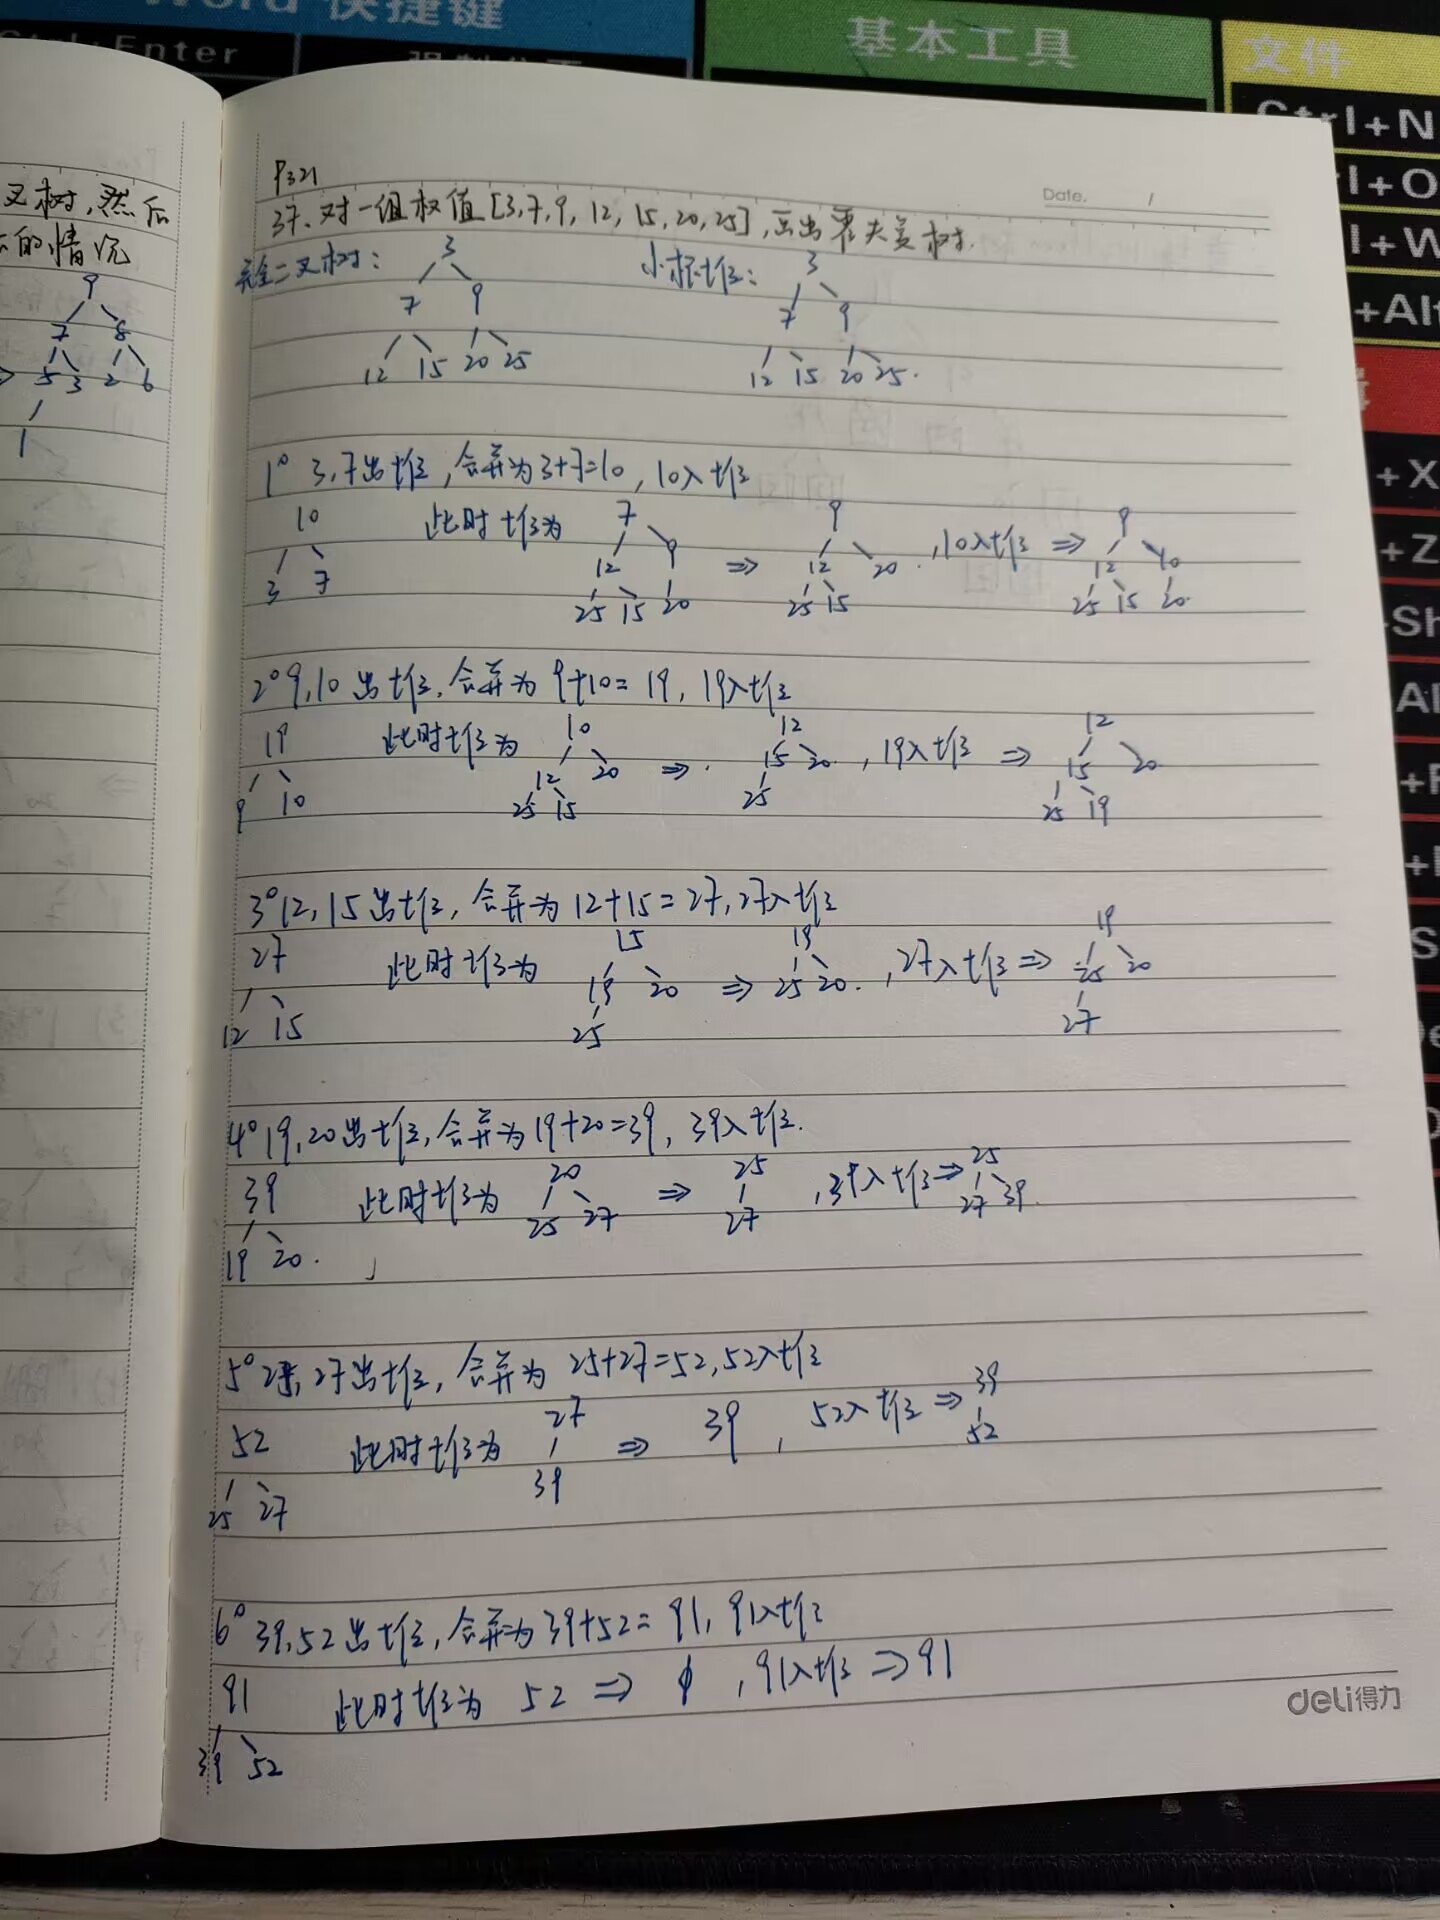 Word 快捷键
Ctrl+Enter
基本工具
文件
Ctrl+N
+O
+W
+Alt
+X
+Z
+Sh
叉树,然后
的情况
9
7 8
5 3 2 6
1
P321
Date. /
37、对一组权值[3,7,9,12,15,20,25],画出霍夫曼树.
完全二叉树:
3
7 9
12 15 20 25
小根堆:
3
7 9
12 15 20 25.
1° 3,7出堆,合并为3+7=10,10入堆
10
3 7
此时堆为
7
12 9
25 15 20
⇒
9
12 20
25 15
,10入堆 ⇒
9
12 10
25 15 20
2° 9,10出堆,合并为9+10=19,19入堆
19
9 10
此时堆为
10
12 20
25 15
⇒
12
15 20
25
,19入堆 ⇒
12
15 20
25 19
3° 12,15出堆,合并为12+15=27,27入堆
27
12 15
此时堆为
15
19 20
25
⇒
19
25 20
,27入堆 ⇒
19
25 20
27
4° 19,20出堆,合并为19+20=39,39入堆.
39
19 20
此时堆为
20
25 27
⇒
25
27
,39入堆 ⇒
25
27 39
5° 25,27出堆,合并为25+27=52,52入堆
52
25 27
此时堆为
27
39
⇒ 39 , 52入堆 ⇒
39
52
6° 39,52出堆,合并为39+52=91,91入堆
91
39 52
此时堆为 52 ⇒ ϕ ,91入堆 ⇒ 91
deli得力